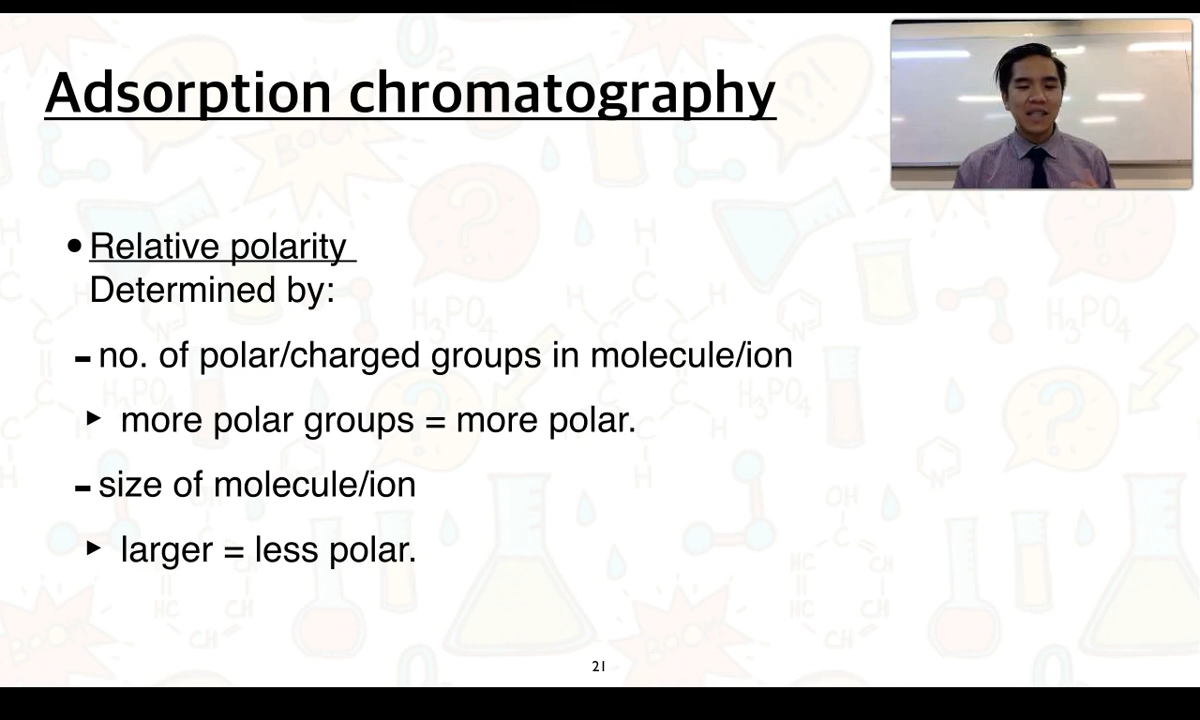 Adsorption chromatography
• Relative polarity
Determined by:
- no. of polar/charged groups in molecule/ion
‣ more polar groups = more polar.
- size of molecule/ion
‣ larger = less polar.
21